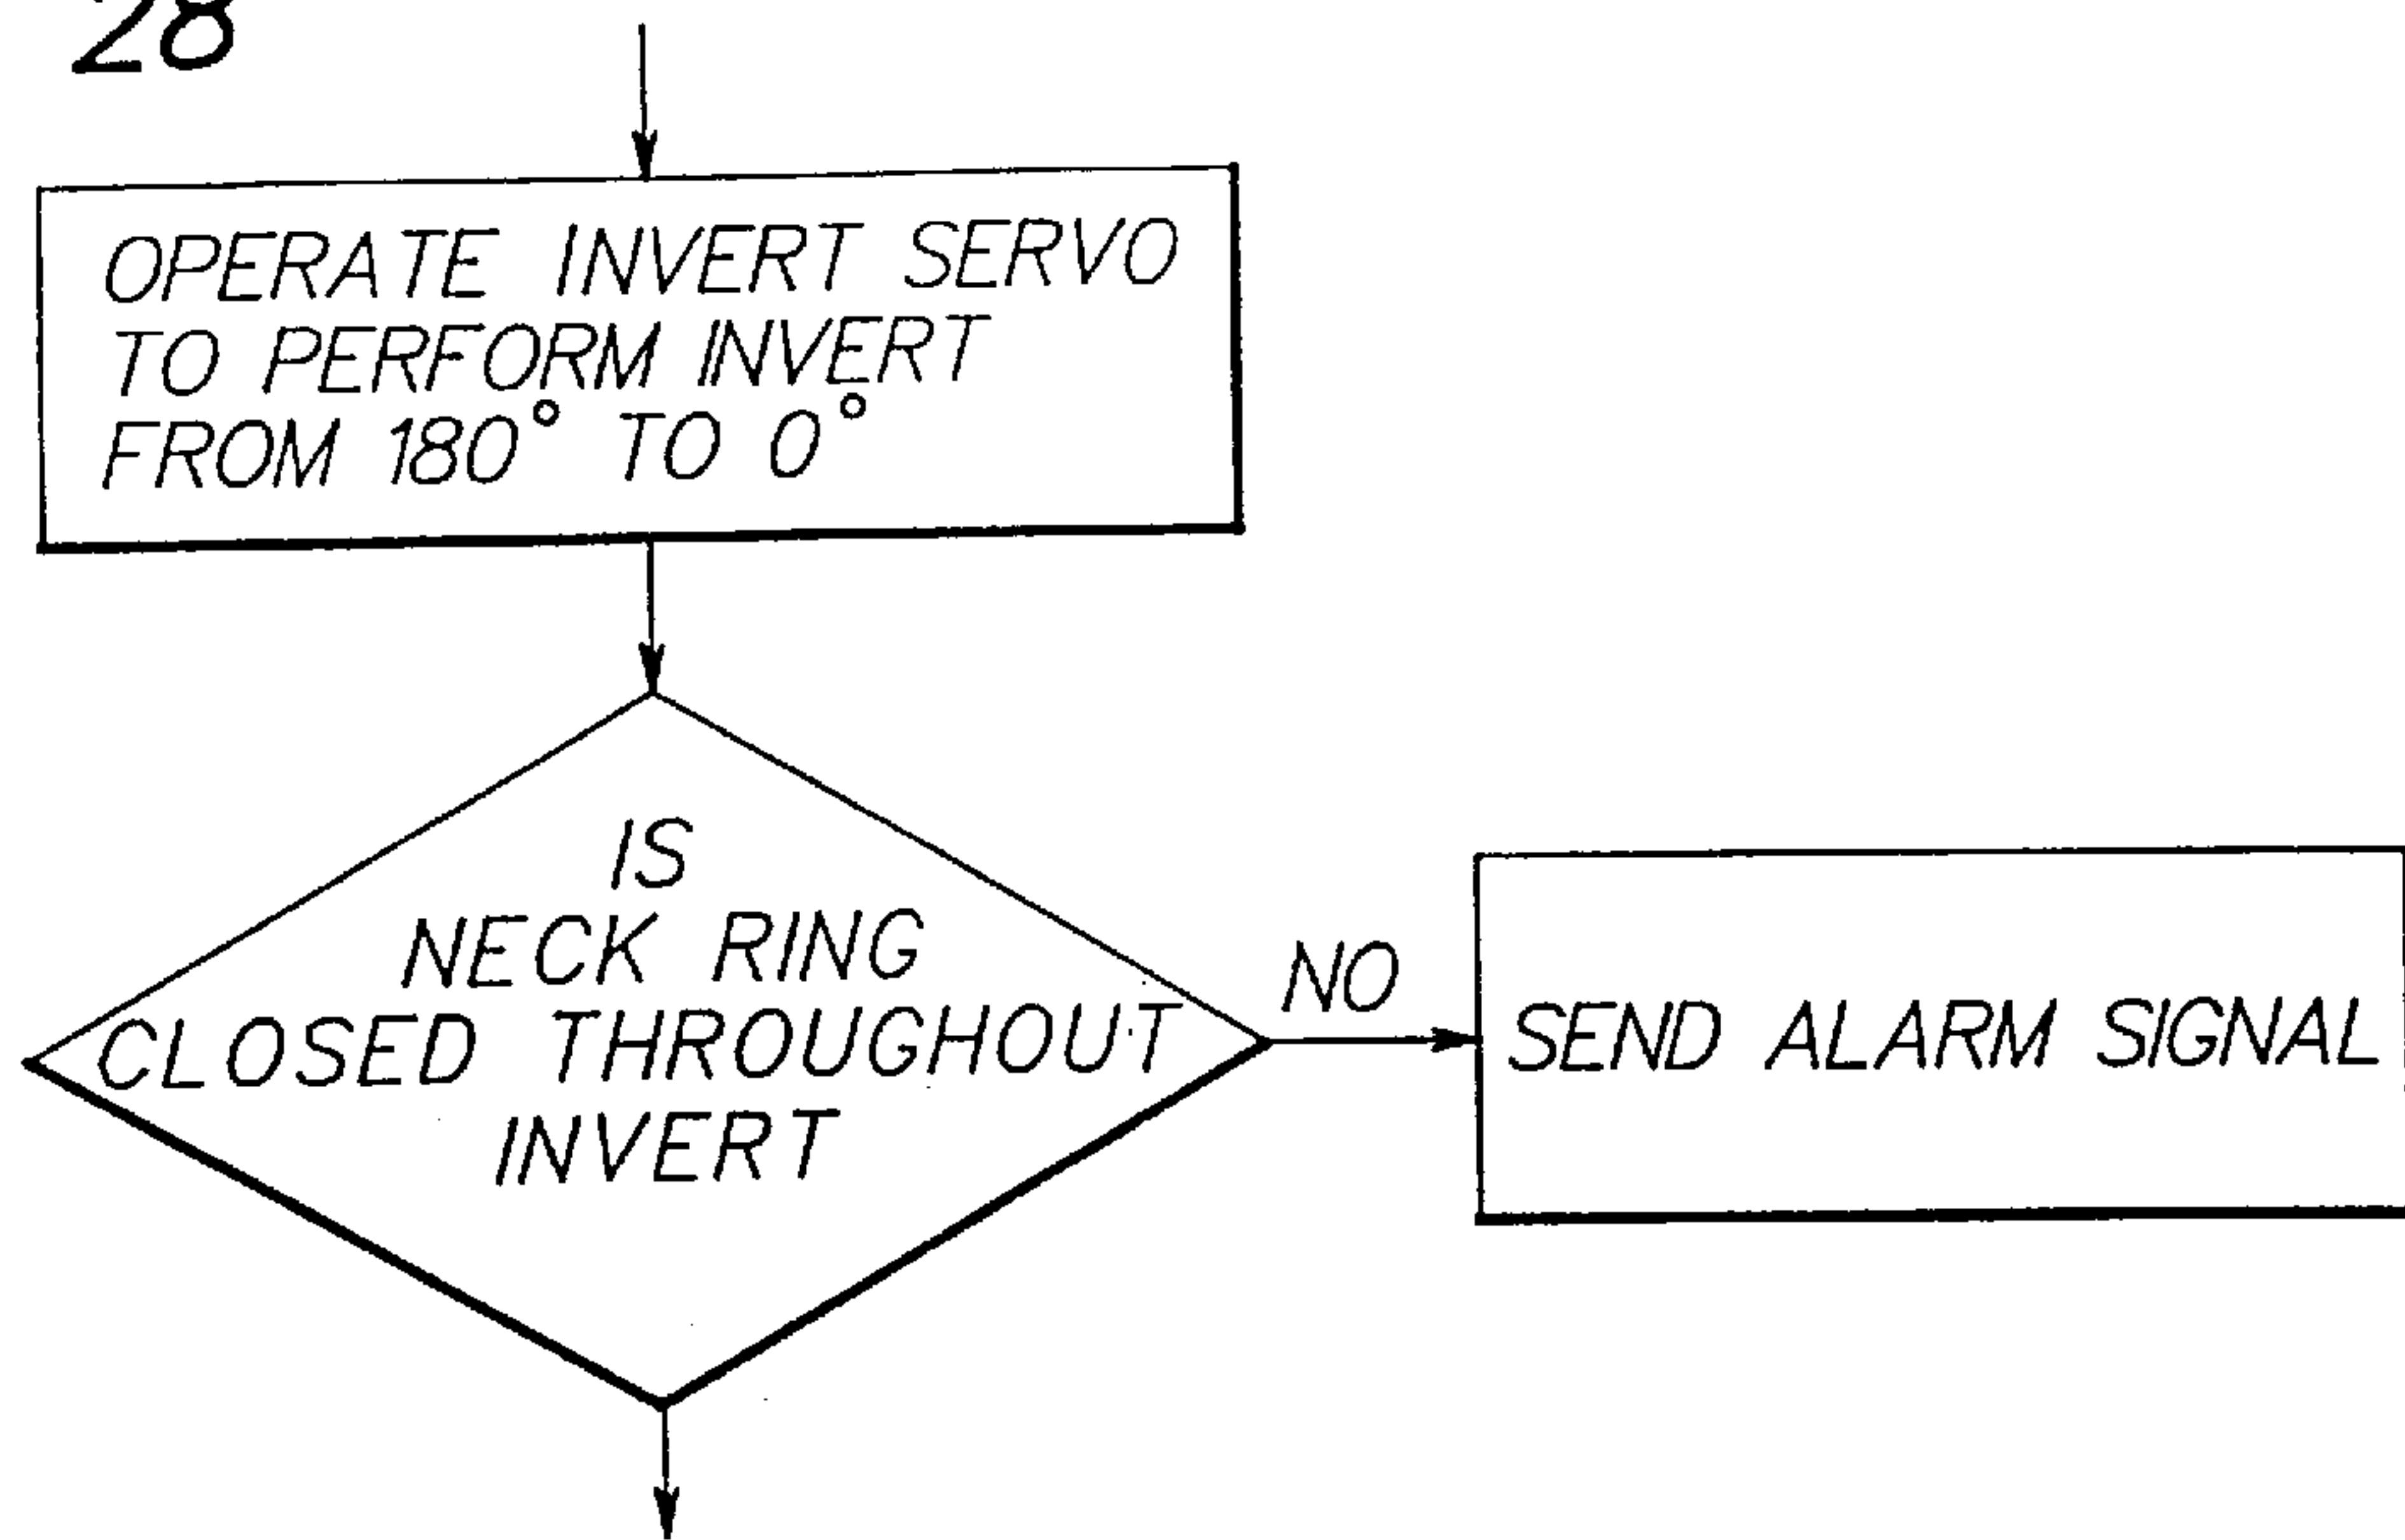 28
OPERATE INVERT SERVO
TO PERFORM INVERT
FROM 180° TO 0°
IS
NECK RING
CLOSED THROUGHOUT
INVERT
NO
SEND ALARM SIGNAL